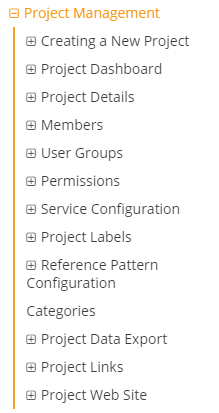 Project Management
Creating a New Project
Project Dashboard
Project Details
Members
User Groups
Permissions
Service Configuration
Project Labels
Reference Pattern
Configuration
Categories
Project Data Export
Project Links
Project Web Site